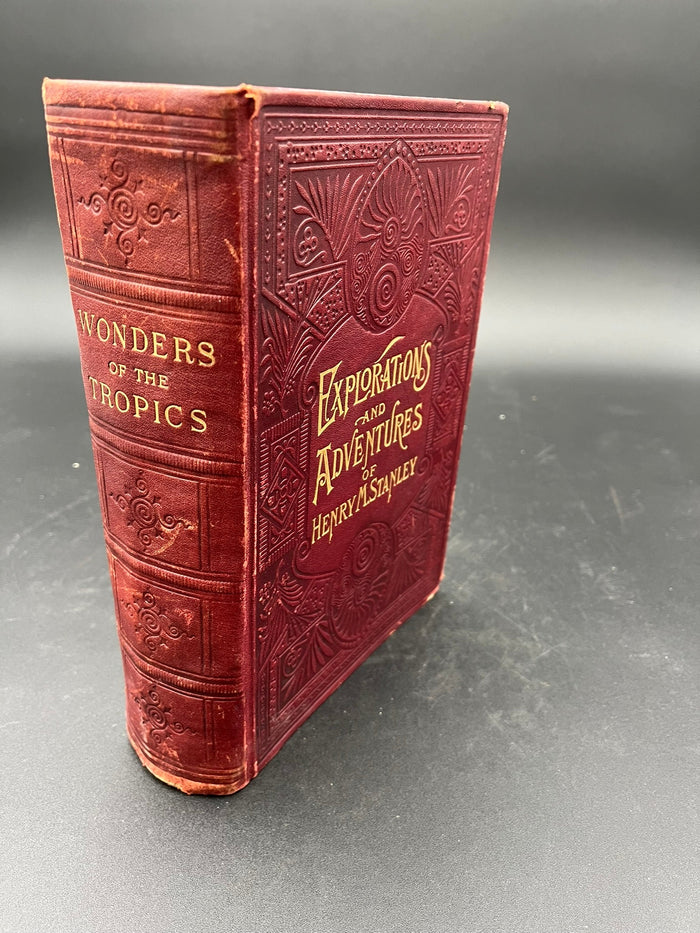 WONDERS
OF THE
TROPICS
EXPLORATIONS
AND
ADVENTURES
OF
HENRY M. STANLEY